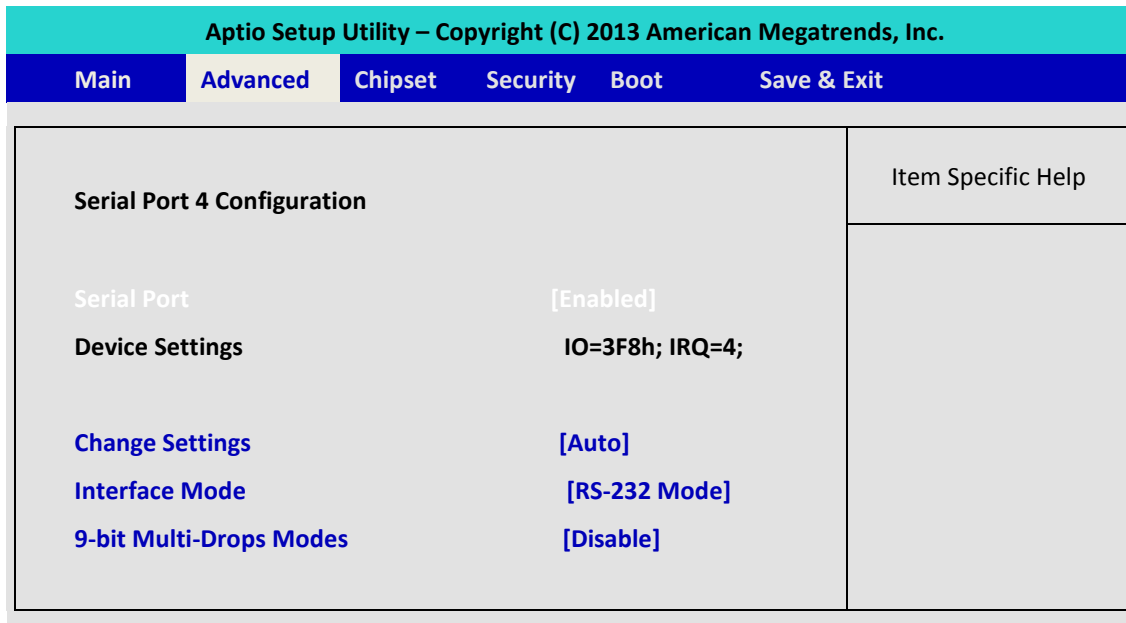 Aptio Setup Utility – Copyright (C) 2013 American Megatrends, Inc.
Main Advanced Chipset Security Boot Save & Exit
Item Specific Help
Serial Port 4 Configuration
Serial Port [Enabled]
Device Settings IO=3F8h; IRQ=4;
Change Settings [Auto]
Interface Mode [RS-232 Mode]
9-bit Multi-Drops Modes [Disable]